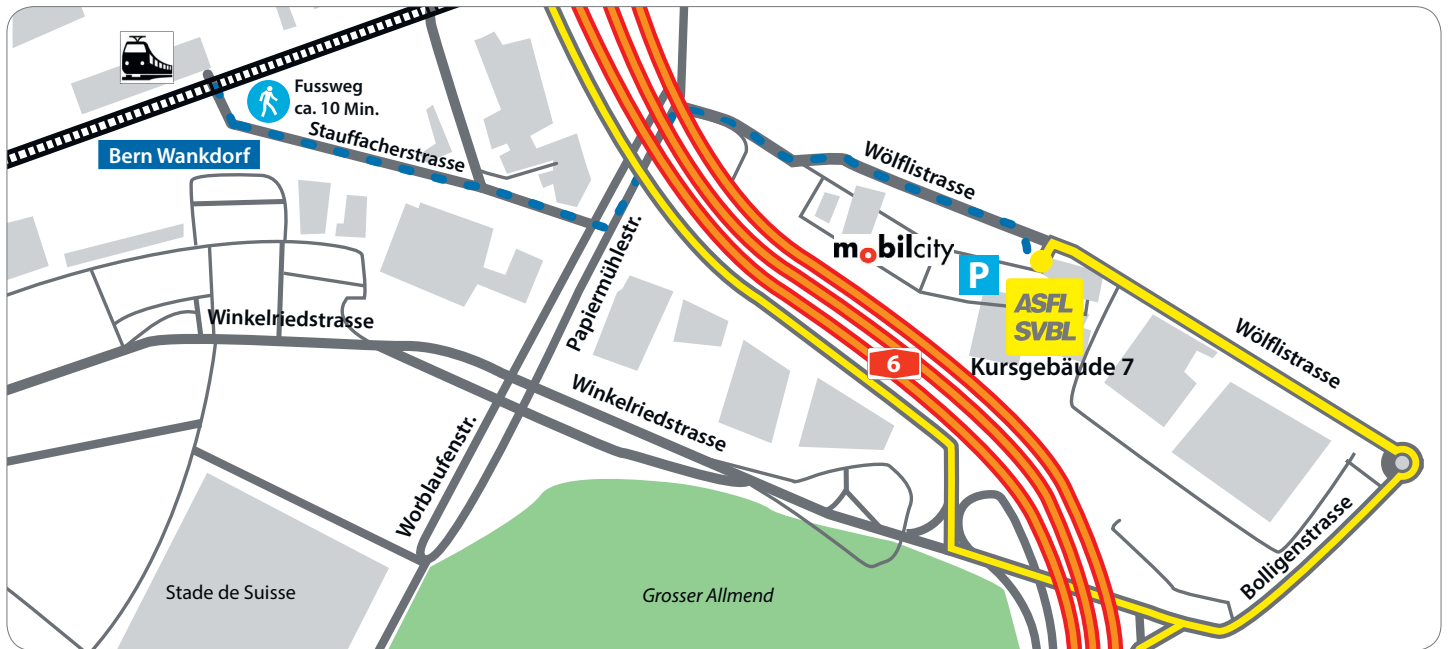 Fussweg
ca. 10 Min.
Stauffacherstrasse
Bern Wankdorf
Wölflistrasse
mobilcity
P
ASFL
SVBL
Papiermühlestr.
Winkelriedstrasse
Wölflistrasse
6
Kursgebäude 7
Winkelriedstrasse
Worblaufenstr.
Bolligenstrasse
Stade de Suisse
Grosser Allmend